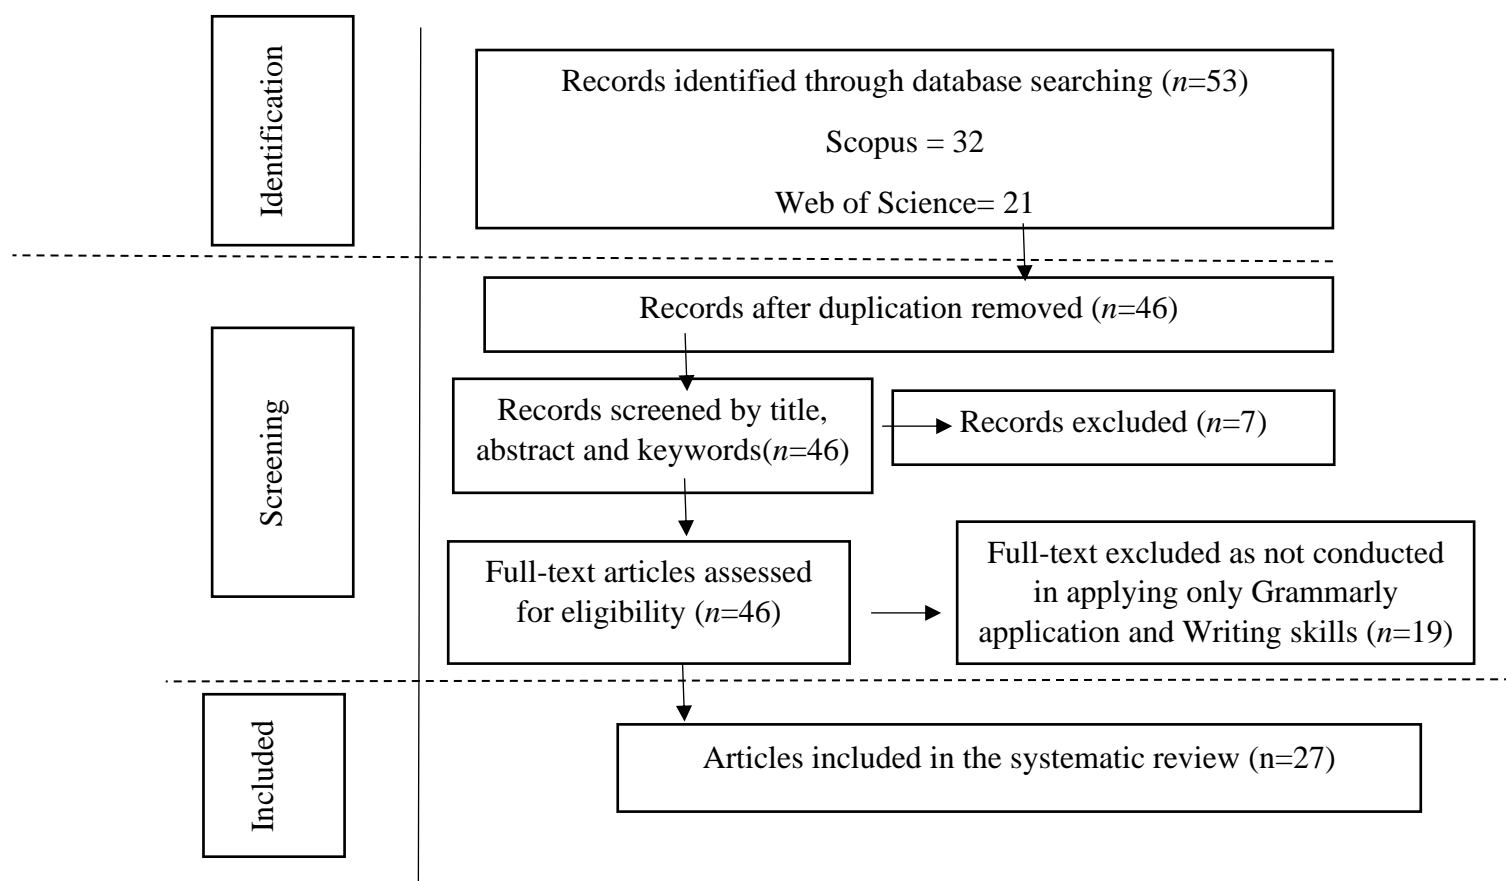 Identification
Records identified through database searching (n=53)
Scopus = 32
Web of Science= 21
Screening
Records after duplication removed (n=46)
Records screened by title,
abstract and keywords(n=46)
Records excluded (n=7)
Full-text articles assessed
for eligibility (n=46)
Full-text excluded as not conducted
in applying only Grammarly
application and Writing skills (n=19)
Included
Articles included in the systematic review (n=27)